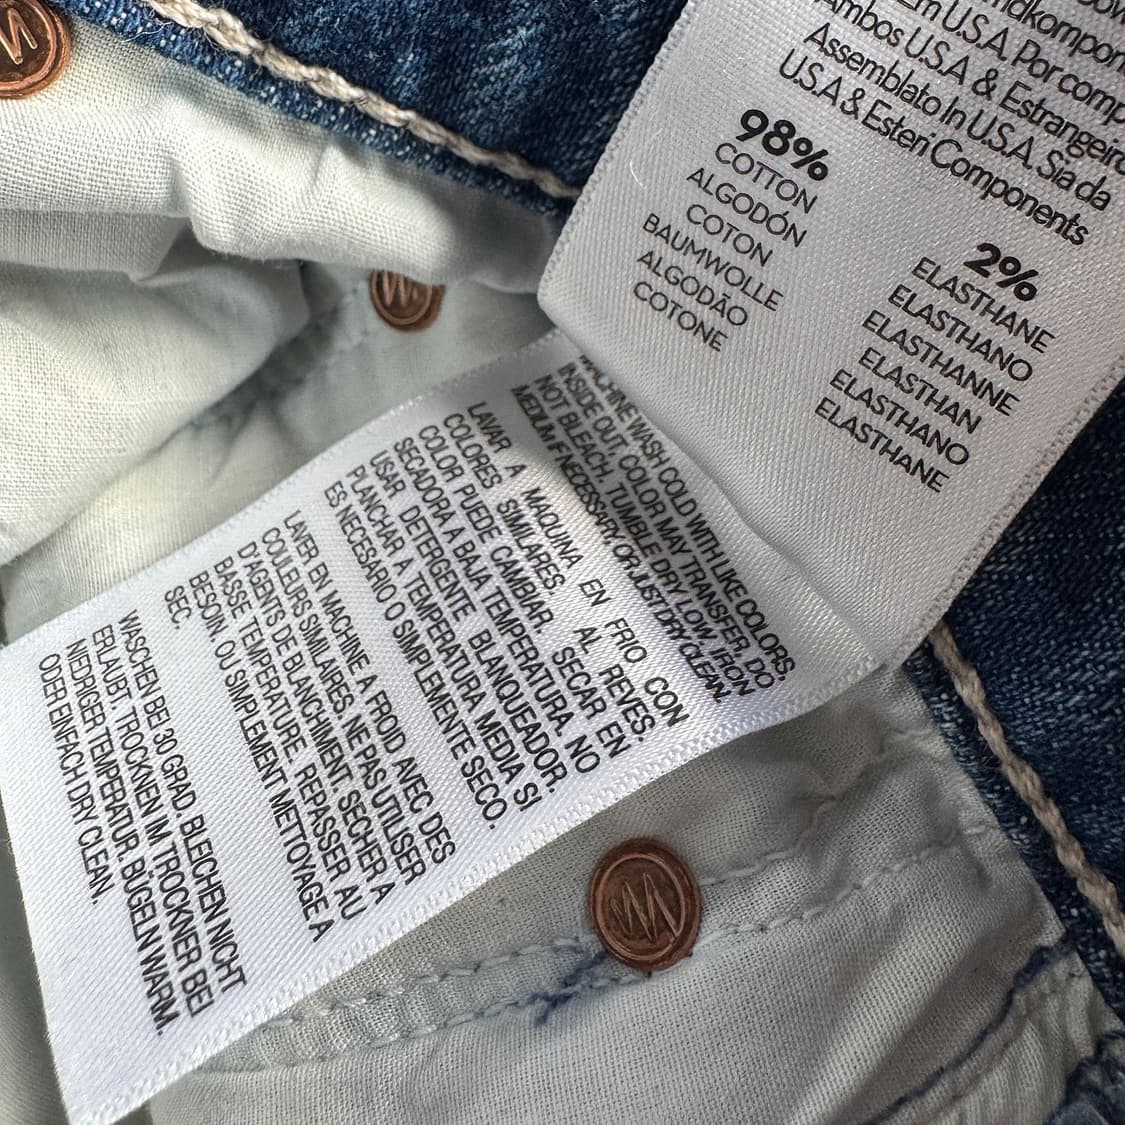 Em U.S.A. Por comp
Ambos U.S.A & Estrangeiro
Assemblato In U.S.A. Sia da
U.S.A & Esteri Components
98%
COTTON
ALGODÓN
COTON
BAUMWOLLE
ALGODÃO
COTONE
2%
ELASTHANE
ELASTHANO
ELASTHANNE
ELASTHAN
ELASTHANO
ELASTHANE
MACHINE WASH COLD WITH LIKE COLORS,
INSIDE OUT, COLOR MAY TRANSFER, DO
NOT BLEACH, TUMBLE DRY LOW, IRON
MEDIUM IF NECESSARY OR JUST DRY CLEAN.
LAVAR A MAQUINA EN FRIO CON
COLORES SIMILARES, AL REVES.
COLOR PUEDE CAMBIAR. SECAR EN
SECADORA A BAJA TEMPERATURA. NO
USAR DETERGENTE BLANQUEADOR.
PLANCHAR A TEMPERATURA MEDIA SI
ES NECESARIO O SIMPLEMENTE SECO.
LAVER EN MACHINE A FROID AVEC DES
COULEURS SIMILAIRES. NE PAS UTILISER
D'AGENTS DE BLANCHIMENT. SECHER A
BASSE TEMPERATURE. REPASSER AU
BESOIN. OU SIMPLEMENT METTOYAGE A
SEC.
WASCHEN BEI 30 GRAD. BLEICHEN NICHT
ERLAUBT. TROCKNEN IM TROCKNER BEI
NIEDRIGER TEMPERATUR. BÜGELN WARM.
ODER EINFACH DRY CLEAN.